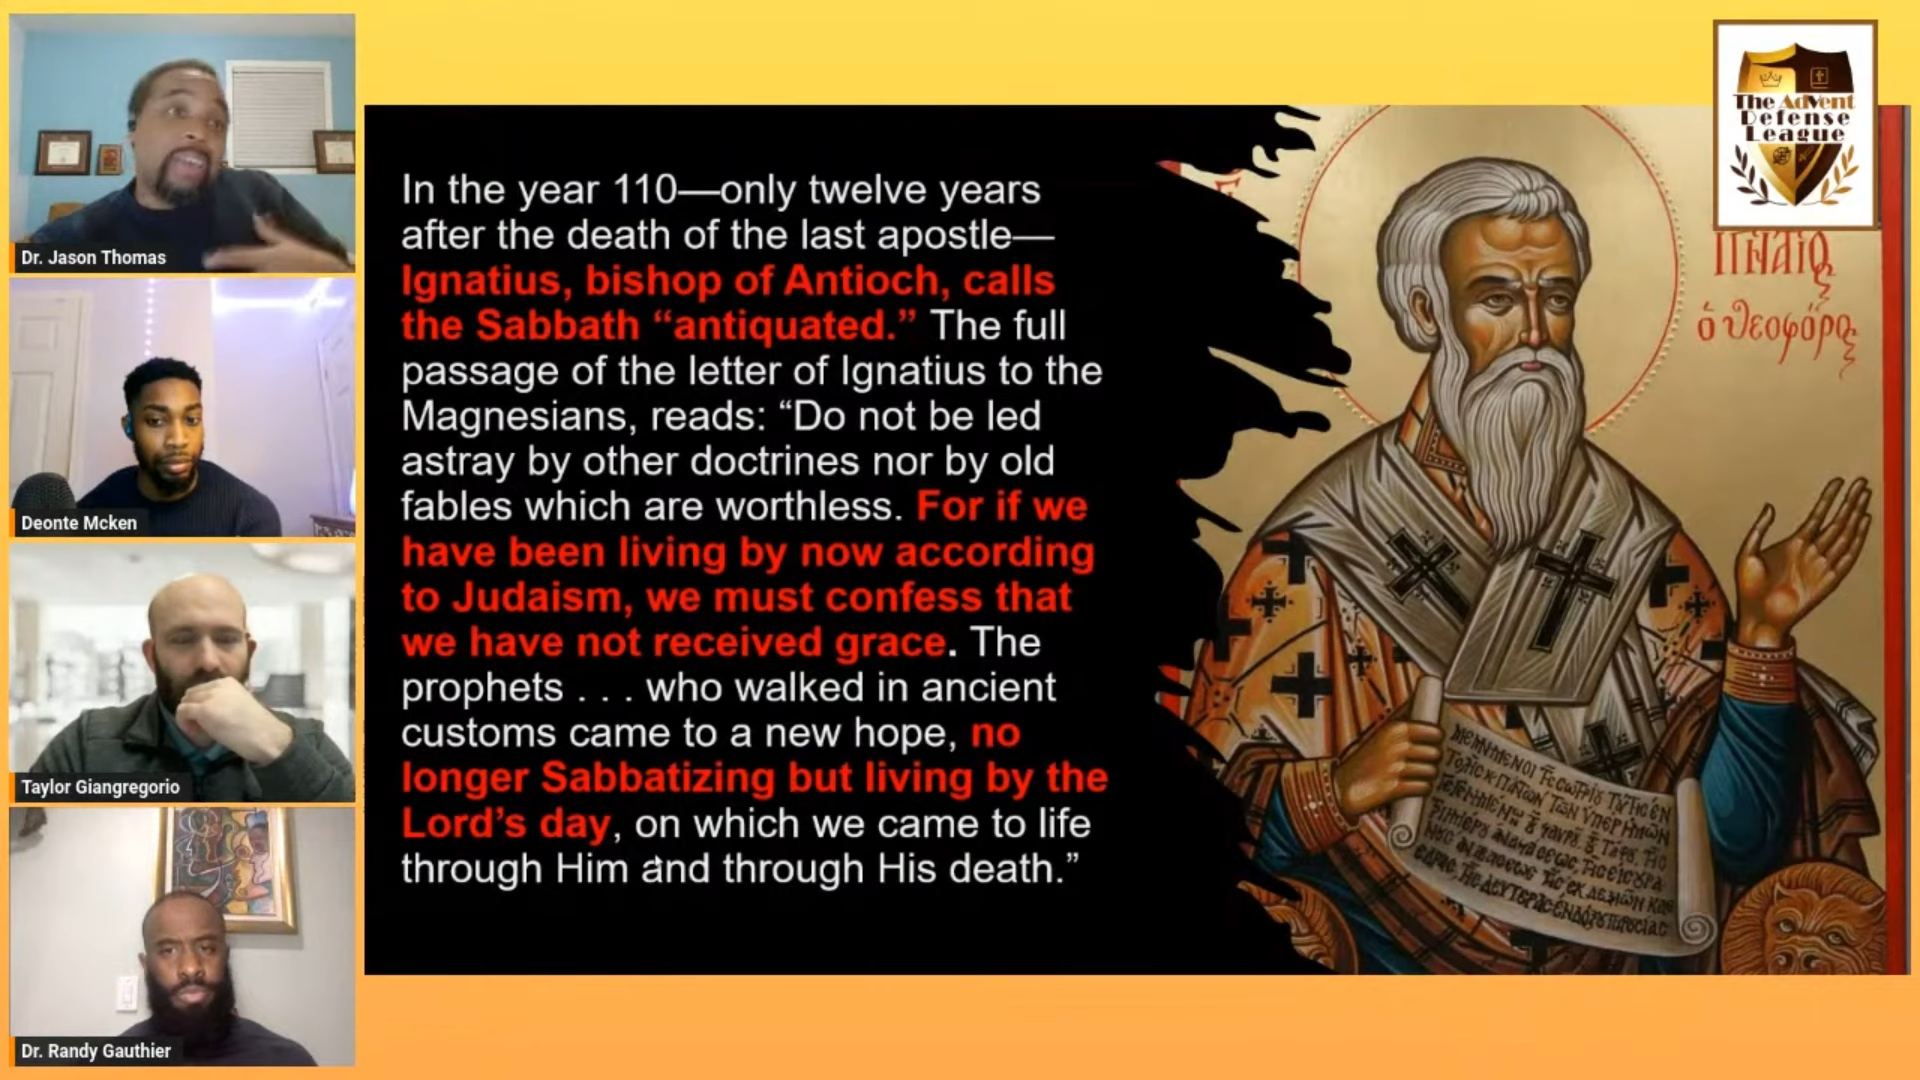 Dr. Jason Thomas
Deonte Mcken
Taylor Giangregorio
Dr. Randy Gauthier
In the year 110—only twelve years
after the death of the last apostle—
Ignatius, bishop of Antioch, calls
the Sabbath “antiquated.” The full
passage of the letter of Ignatius to the
Magnesians, reads: “Do not be led
astray by other doctrines nor by old
fables which are worthless. For if we
have been living by now according
to Judaism, we must confess that
we have not received grace. The
prophets . . . who walked in ancient
customs came to a new hope, no
longer Sabbatizing but living by the
Lord’s day, on which we came to life
through Him and through His death.”
The Advent
Defense
League